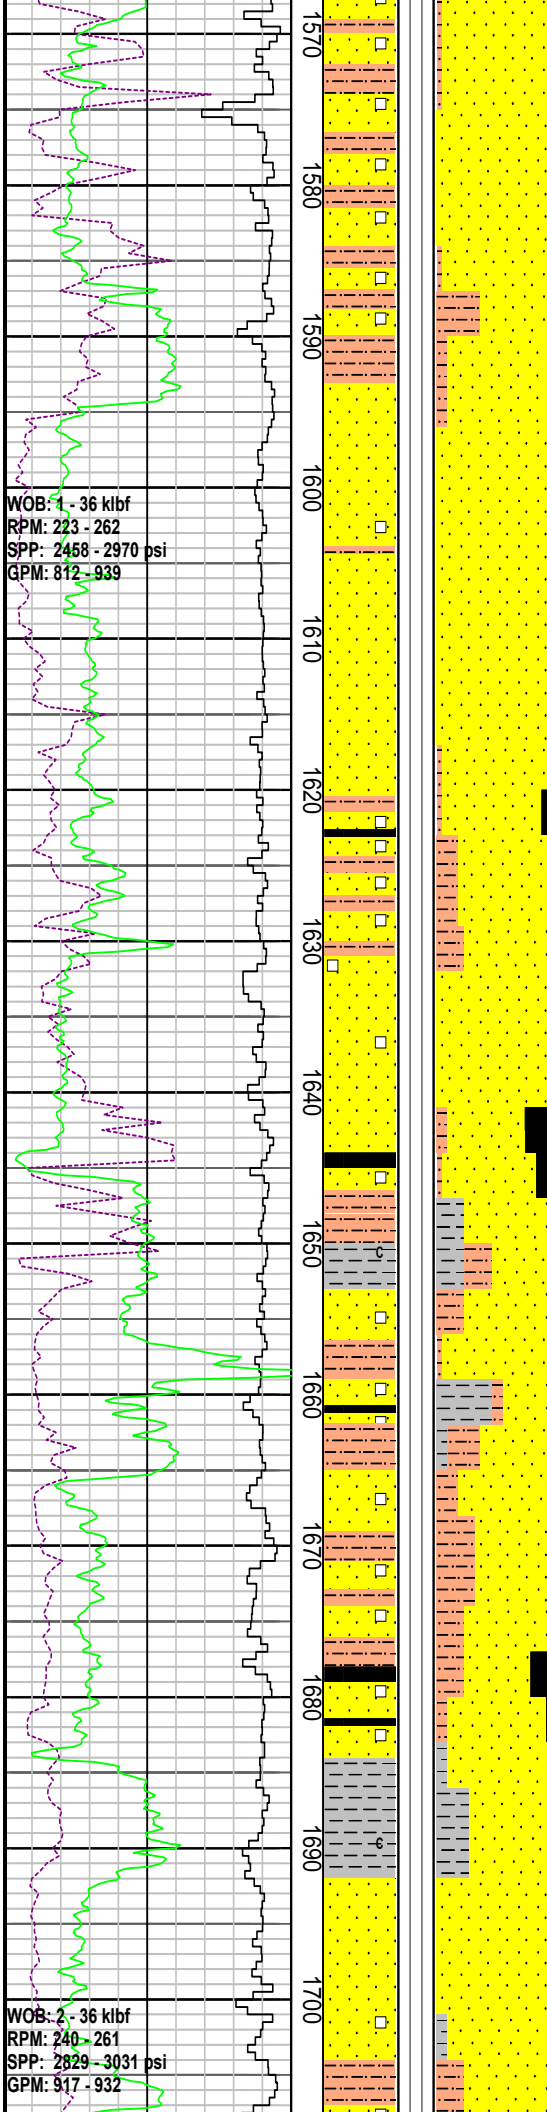 1570
1580
1590
1600
WOB: 1 - 36 klbf
RPM: 223 - 262
SPP: 2458 - 2970 psi
GPM: 812 - 939
1610
1620
1630
1640
1650
C
1660
1670
1680
1690
C
1700
WOB: 2 - 36 klbf
RPM: 240 - 261
SPP: 2829 - 3031 psi
GPM: 917 - 932